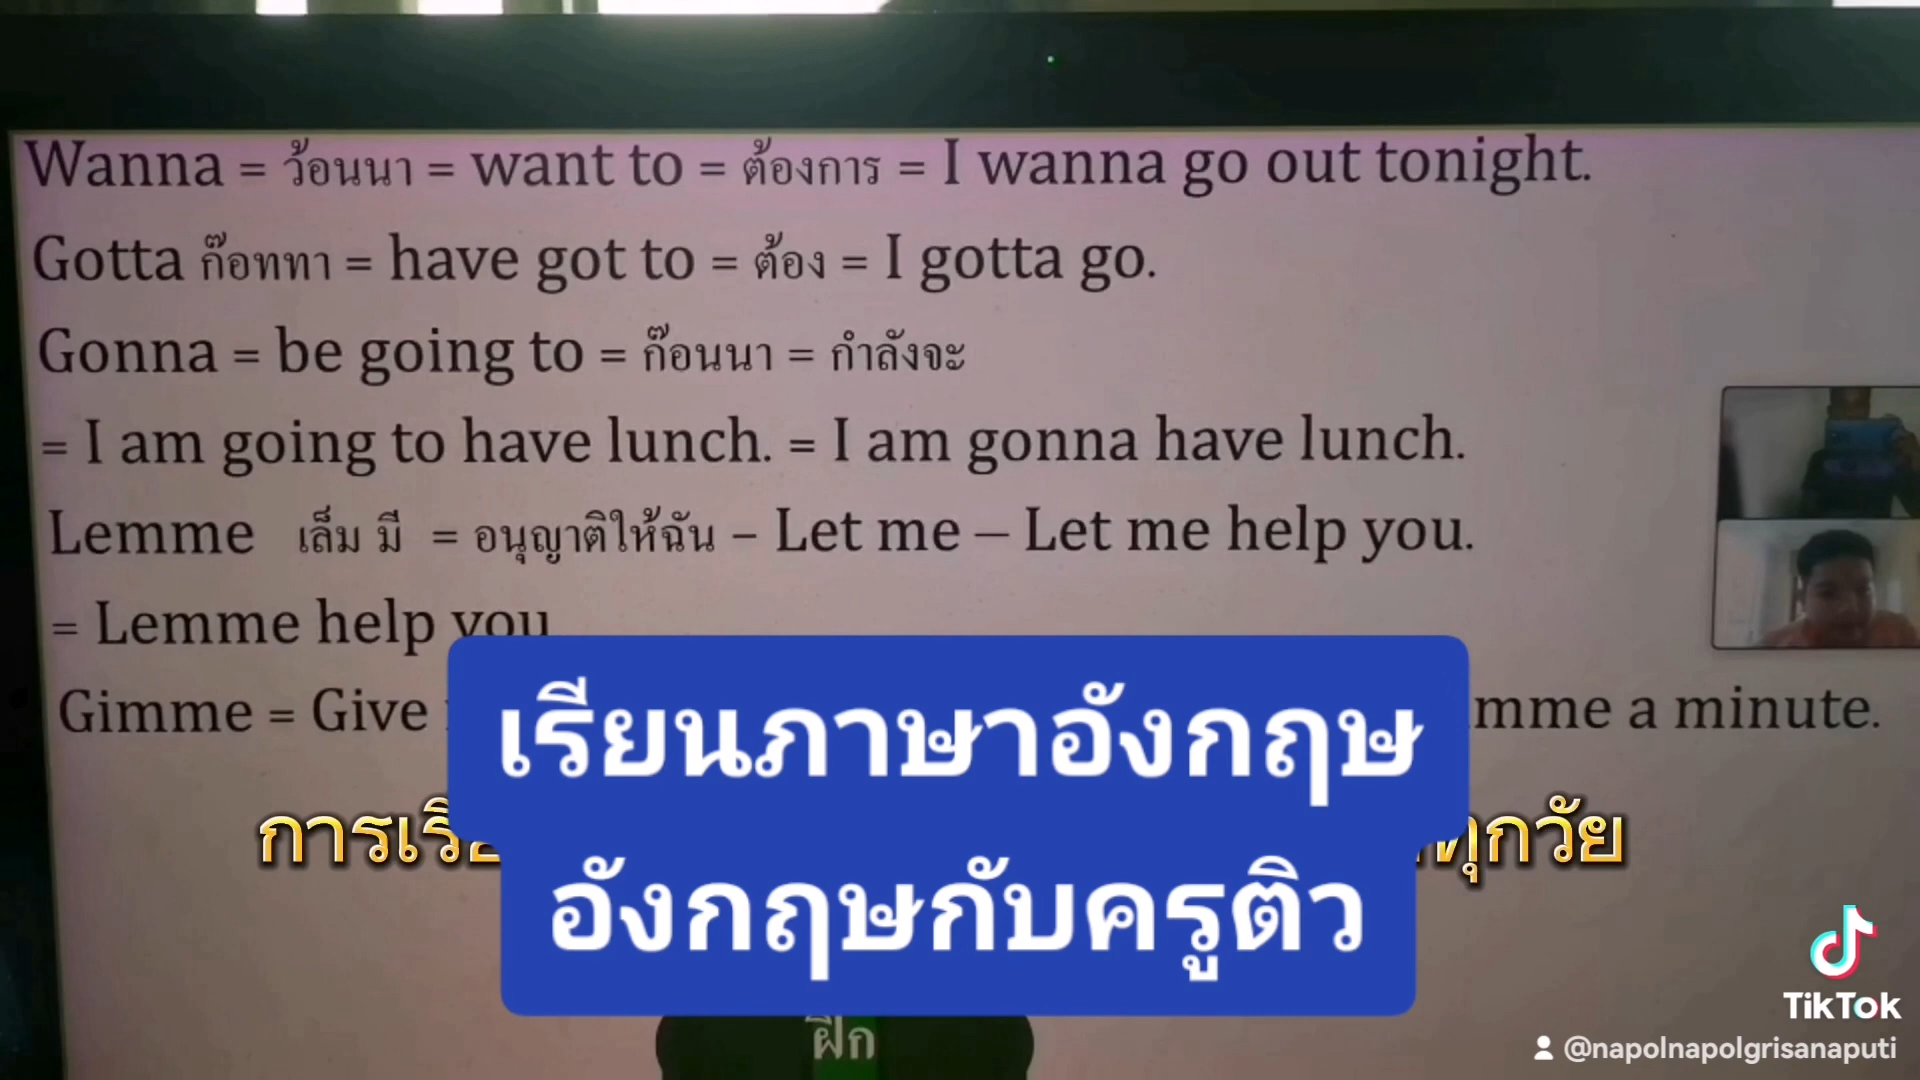 Wanna = ว้อนนา = want to = ต้องการ = I wanna go out tonight.
Gotta ก๊อททา = have got to = ต้อง = I gotta go.
Gonna = be going to = ก๊อนนา = กำลังจะ
= I am going to have lunch. = I am gonna have lunch.
Lemme เล็ม มี = อนุญาติให้ฉัน – Let me – Let me help you.
= Lemme help you
Gimme = Give mme a minute.
เรียนภาษาอังกฤษ
ทุกวัย
อังกฤษกับครูติว
ฝึก
TikTok
@napolnapolgrisanaputi